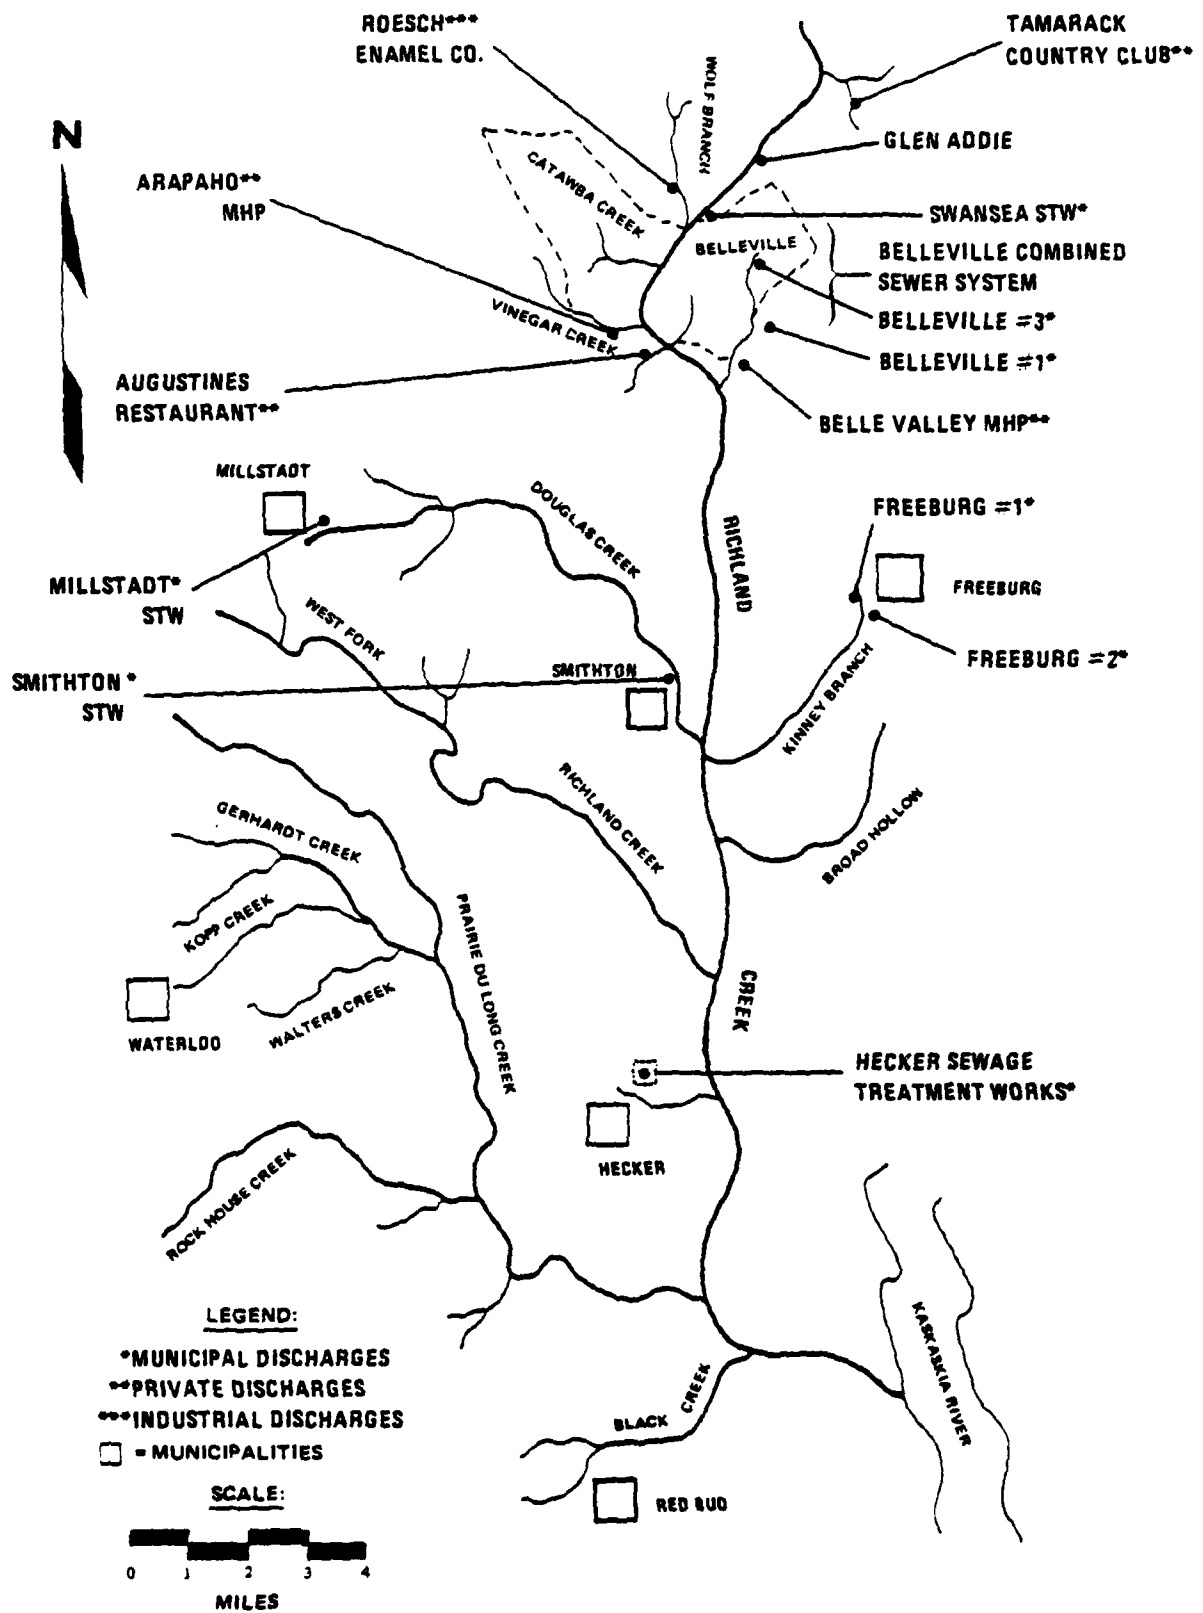 ROESCH***
ENAMEL CO.
TAMARACK
COUNTRY CLUB**
WOLF BRANCH
N
GLEN ADDIE
CATAWBA CREEK
ARAPAHO**
MHP
SWANSEA STW*
BELLEVILLE
BELLEVILLE COMBINED
SEWER SYSTEM
VINEGAR CREEK
BELLEVILLE #3*
BELLEVILLE #1*
AUGUSTINES
RESTAURANT**
BELLE VALLEY MHP**
MILLSTADT
DOUGLAS CREEK
FREEBURG #1*
RICHLAND
MILLSTADT*
STW
FREEBURG
WEST FORK
FREEBURG #2*
SMITHTON
SMITHTON *
STW
KINNEY BRANCH
RICHLAND CREEK
GERHARDT CREEK
BROAD HOLLOW
KOPP CREEK
PRAIRIE DU LONG CREEK
CREEK
WALTERS CREEK
WATERLOO
HECKER SEWAGE
TREATMENT WORKS*
HECKER
ROCK HOUSE CREEK
LEGEND:
*MUNICIPAL DISCHARGES
**PRIVATE DISCHARGES
***INDUSTRIAL DISCHARGES
= MUNICIPALITIES
KASKASKIA RIVER
BLACK CREEK
SCALE:
RED BUD
0 1 2 3 4
MILES